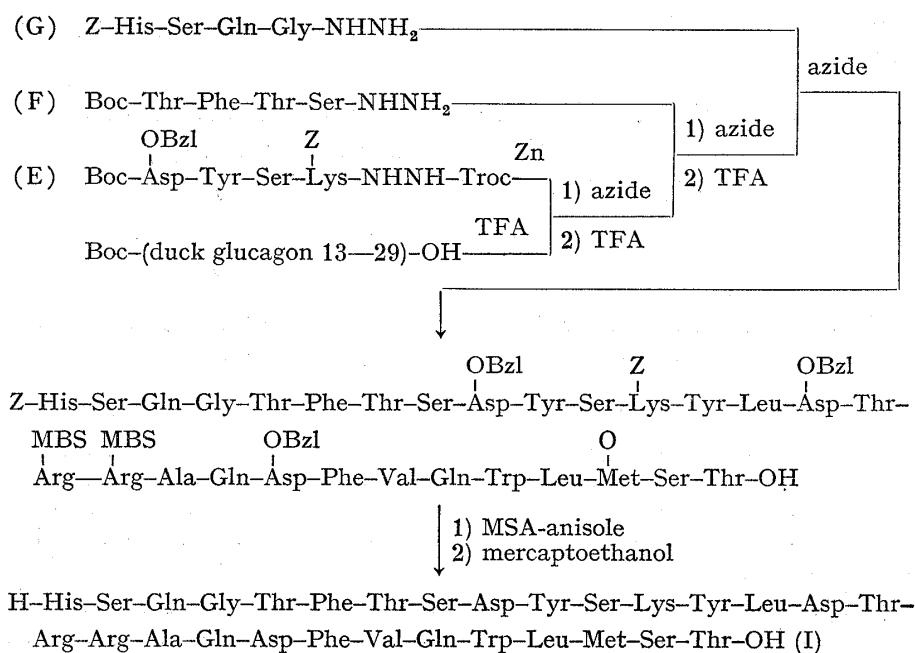 (G) Z–His–Ser–Gln–Gly–NHNH₂
azide
(F) Boc–Thr–Phe–Thr–Ser–NHNH₂
1) azide
2) TFA
OBzl Z Zn
(E) Boc–Asp–Tyr–Ser–Lys–NHNH–Troc
1) azide
2) TFA
TFA
Boc–(duck glucagon 13—29)–OH
OBzl Z OBzl
Z–His–Ser–Gln–Gly–Thr–Phe–Thr–Ser–Asp–Tyr–Ser–Lys–Tyr–Leu–Asp–Thr–
MBS MBS OBzl O
Arg—Arg–Ala–Gln–Asp–Phe–Val–Gln–Trp–Leu–Met–Ser–Thr–OH
1) MSA-anisole
2) mercaptoethanol
H–His–Ser–Gln–Gly–Thr–Phe–Thr–Ser–Asp–Tyr–Ser–Lys–Tyr–Leu–Asp–Thr–
Arg–Arg–Ala–Gln–Asp–Phe–Val–Gln–Trp–Leu–Met–Ser–Thr–OH (I)